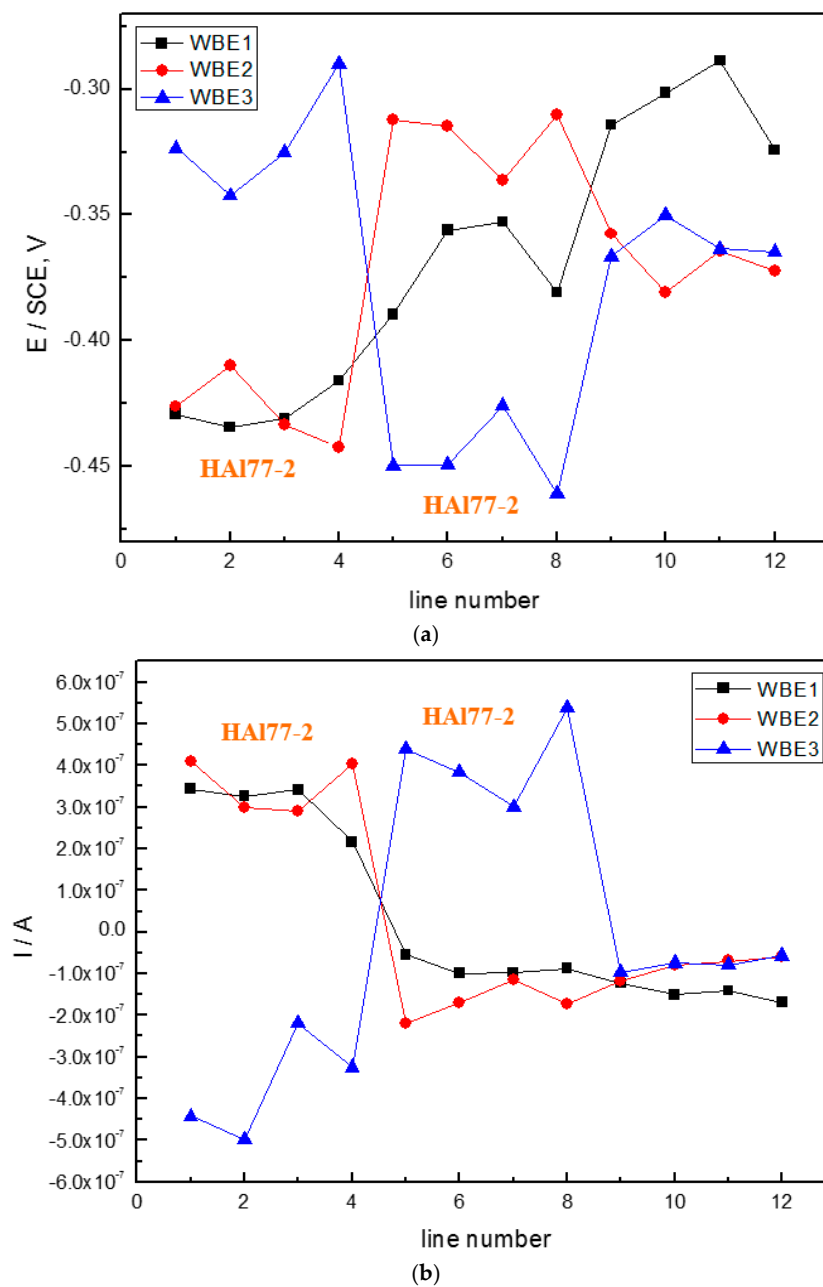 WBE1
WBE2
WBE3
-0.30
-0.35
-0.40
-0.45
E / SCE, V
HAl77-2
HAl77-2
0 2 4 6 8 10 12
line number
(a)
6.0x10⁻⁷
5.0x10⁻⁷
4.0x10⁻⁷
3.0x10⁻⁷
2.0x10⁻⁷
1.0x10⁻⁷
0.0
-1.0x10⁻⁷
-2.0x10⁻⁷
-3.0x10⁻⁷
-4.0x10⁻⁷
-5.0x10⁻⁷
-6.0x10⁻⁷
I / A
HAl77-2
HAl77-2
WBE1
WBE2
WBE3
0 2 4 6 8 10 12
line number
(b)